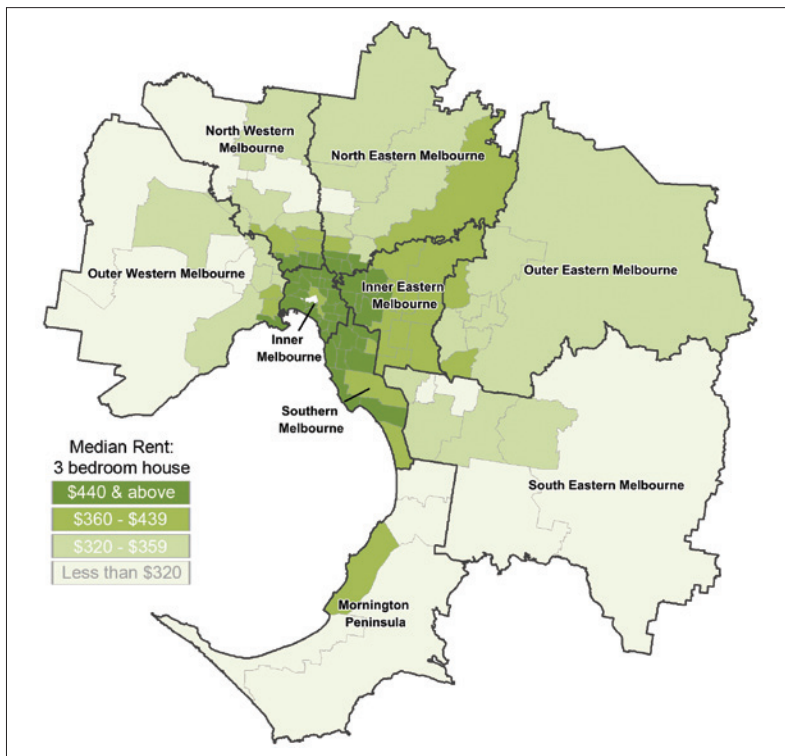 North Western
Melbourne
North Eastern Melbourne
Outer Western Melbourne
Inner Eastern
Melbourne
Outer Eastern Melbourne
Inner
Melbourne
Southern
Melbourne
South Eastern Melbourne
Mornington
Peninsula
Median Rent:
3 bedroom house
$440 & above
$360 - $439
$320 - $359
Less than $320